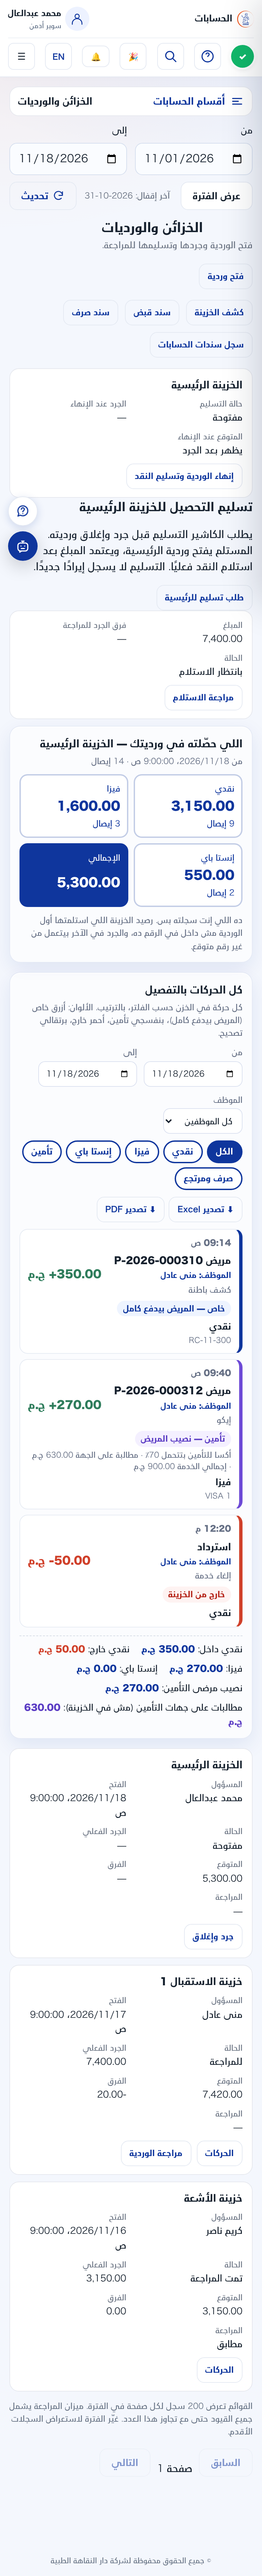 الحسابات
محمد عبدالعال
سوبر أدمن
EN
أقسام الحسابات
الخزائن والورديات
من
إلى
11/01/2026
11/18/2026
عرض الفترة
آخر إقفال: 2026-10-31
تحديث
الخزائن والورديات
فتح الوردية وجردها وتسليمها للمراجعة.
فتح وردية
كشف الخزينة
سند قبض
سند صرف
سجل سندات الحسابات
الخزينة الرئيسية
حالة التسليم
الجرد عند الإنهاء
مفتوحة
—
المتوقع عند الإنهاء
يظهر بعد الجرد
إنهاء الوردية وتسليم النقد
تسليم التحصيل للخزينة الرئيسية
يطلب الكاشير التسليم قبل جرد وإغلاق ورديته.
المستلم يفتح وردية الرئيسية، ويعتمد المبلغ بعد
استلام النقد فعليًا. التسليم لا يسجل إيرادًا جديدًا.
طلب تسليم للرئيسية
المبلغ
فرق الجرد للمراجعة
7,400.00
—
الحالة
بانتظار الاستلام
مراجعة الاستلام
اللي حصّلته في ورديتك — الخزينة الرئيسية
من 2026/11/18، 9:00:00 ص · 14 إيصال
نقدي
3,150.00
9 إيصال
فيزا
1,600.00
3 إيصال
إنستا باي
550.00
2 إيصال
الإجمالي
5,300.00
ده اللي إنت سجلته بس. رصيد الخزينة اللي استلمتها أول
الوردية مش داخل في الرقم ده، والجرد في الآخر بيتعمل من
غير رقم متوقع.
كل الحركات بالتفصيل
كل حركة في الخزن حسب الفلتر، بالترتيب. الألوان: أزرق خاص
(المريض بيدفع كامل)، بنفسجي تأمين، أحمر خارج، برتقالي
تصحيح.
من
إلى
11/18/2026
11/18/2026
الموظف
كل الموظفين
الكل
نقدي
فيزا
إنستا باي
تأمين
صرف ومرتجع
⬇ تصدير Excel
⬇ تصدير PDF
09:14 ص
مريض P-2026-000310
+350.00 ج.م
الموظف: منى عادل
كشف باطنة
خاص — المريض بيدفع كامل
نقدي
RC-11-300
09:40 ص
مريض P-2026-000312
+270.00 ج.م
الموظف: منى عادل
إيكو
تأمين — نصيب المريض
أكسا للتأمين بتتحمل 70٪ · مطالبة على الجهة 630.00 ج.م
· إجمالي الخدمة 900.00 ج.م
فيزا
VISA 1
12:20 م
استرداد
-50.00 ج.م
الموظف: منى عادل
إلغاء خدمة
خارج من الخزينة
نقدي
نقدي داخل: 350.00 ج.م
نقدي خارج: 50.00 ج.م
فيزا: 270.00 ج.م
إنستا باي: 0.00 ج.م
نصيب مرضى التأمين: 270.00 ج.م
مطالبات على جهات التأمين (مش في الخزينة): 630.00
ج.م
الخزينة الرئيسية
المسؤول
الفتح
محمد عبدالعال
2026/11/18، 9:00:00
ص
الحالة
الجرد الفعلي
مفتوحة
—
المتوقع
الفرق
5,300.00
—
المراجعة
—
جرد وإغلاق
خزينة الاستقبال 1
المسؤول
الفتح
منى عادل
2026/11/17، 9:00:00
ص
الحالة
الجرد الفعلي
للمراجعة
7,400.00
المتوقع
الفرق
7,420.00
-20.00
المراجعة
—
الحركات
مراجعة الوردية
خزينة الأشعة
المسؤول
الفتح
كريم ناصر
2026/11/16، 9:00:00
ص
الحالة
الجرد الفعلي
تمت المراجعة
3,150.00
المتوقع
الفرق
3,150.00
0.00
المراجعة
مطابق
الحركات
القوائم تعرض 200 سجل لكل صفحة في الفترة. ميزان المراجعة يشمل
جميع القيود حتى مع تجاوز هذا العدد. غيّر الفترة لاستعراض السجلات
الأقدم.
السابق
صفحة 1
التالي
© جميع الحقوق محفوظة لشركة دار النقاهة الطبية